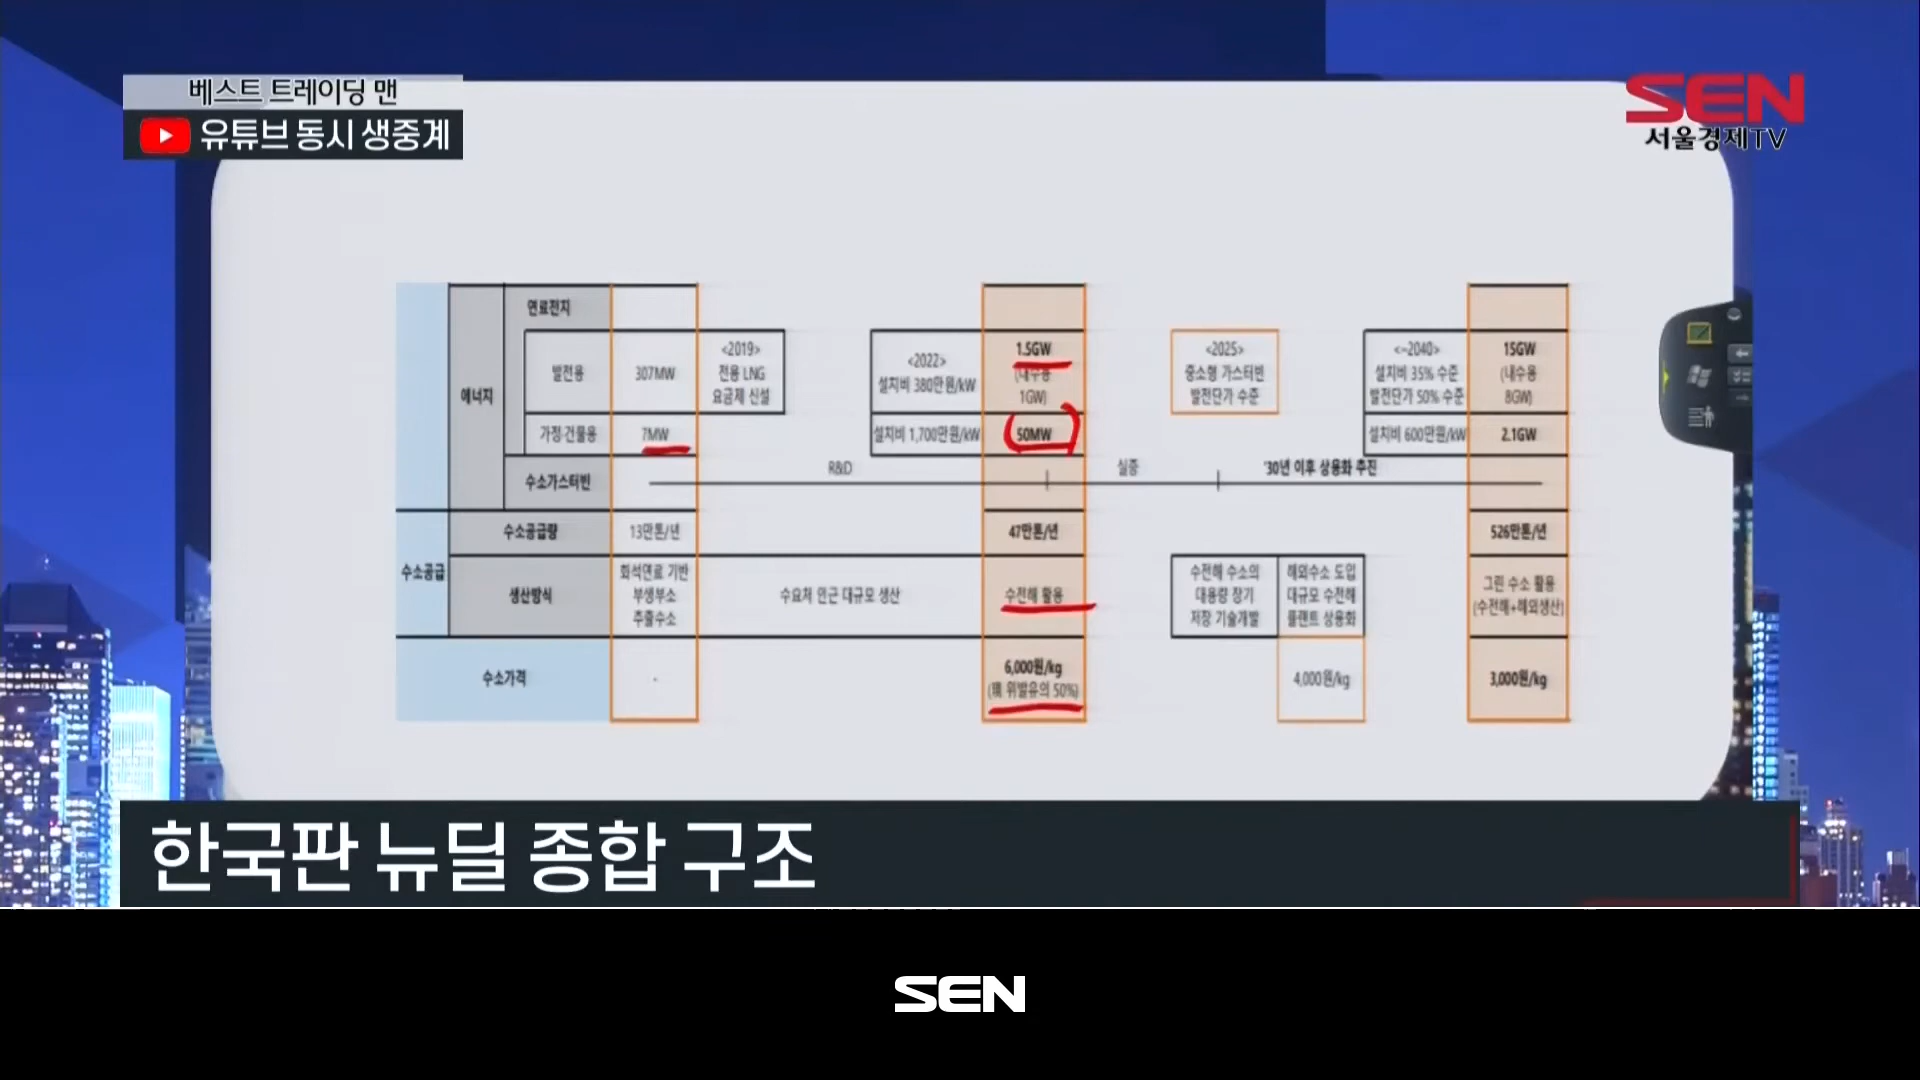 베스트 트레이딩 맨
유튜브 동시 생중계
SEN
서울경제TV
에너지
연료전지
발전용
307MW
<2019>
전용 LNG
요금제 신설
<2022>
설치비 380만원/kW
1.5GW
(내수용
1GW)
<2025>
중소형 가스터빈
발전단가 수준
<~2040>
설치비 35% 수준
발전단가 50% 수준
15GW
(내수용
8GW)
가정·건물용
7MW
설치비 1,700만원/kW
50MW
설치비 600만원/kW
2.1GW
수소가스터빈
R&D
실증
'30년 이후 상용화 추진
수소공급
수소공급량
13만톤/년
47만톤/년
526만톤/년
생산방식
화석연료 기반
부생부소
추출수소
수요처 인근 대규모 생산
수전해 활용
수전해 수소의
대용량 장기
저장 기술개발
해외수소 도입
대규모 수전해
플랜트 상용화
그린 수소 활용
(수전해+해외생산)
수소가격
-
6,000원/kg
(現 휘발유의 50%)
4,000원/kg
3,000원/kg
한국판 뉴딜 종합 구조
SEN